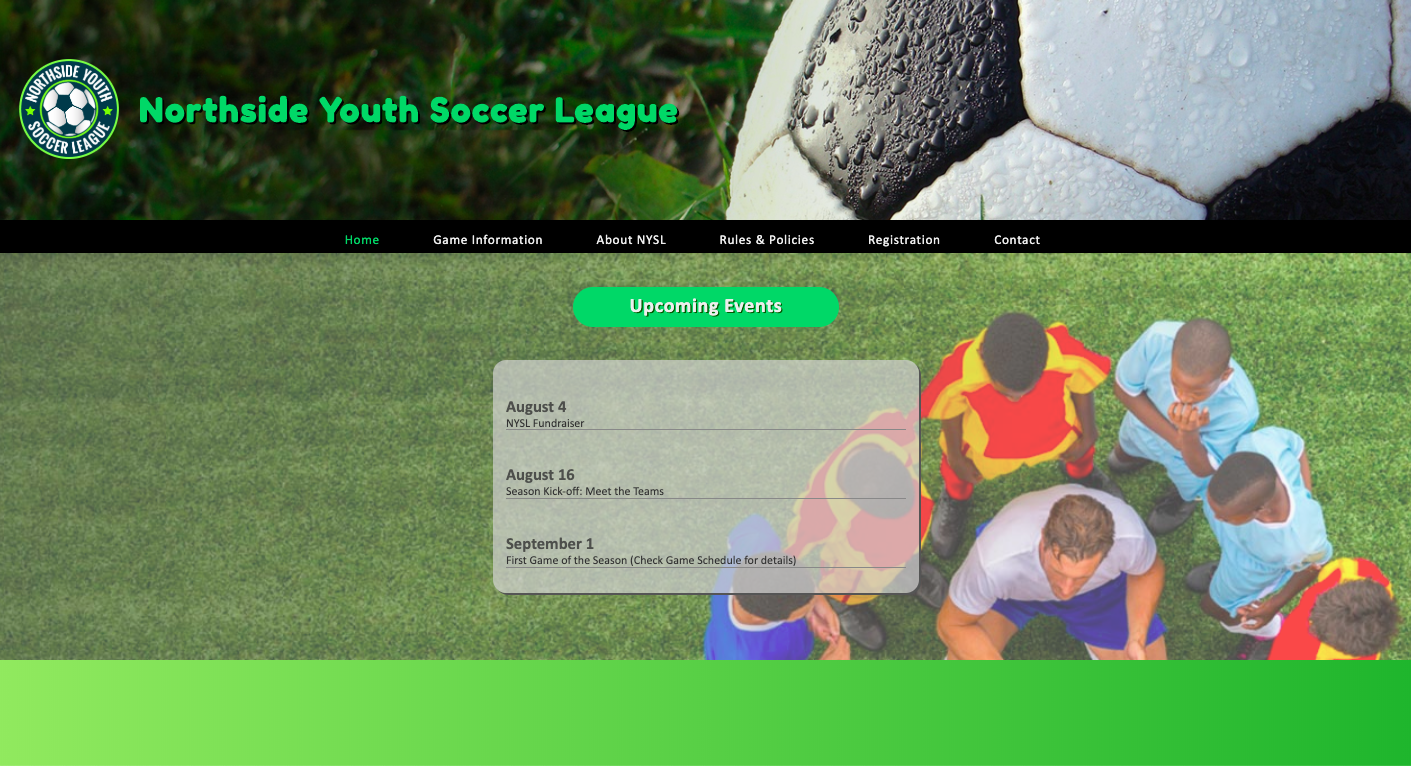 NORTHSIDE YOUTH
SOCCER LEAGUE
Northside Youth Soccer League
Home Game Information About NYSL Rules & Policies Registration Contact
Upcoming Events
August 4
NYSL Fundraiser
August 16
Season Kick-off: Meet the Teams
September 1
First Game of the Season (Check Game Schedule for details)